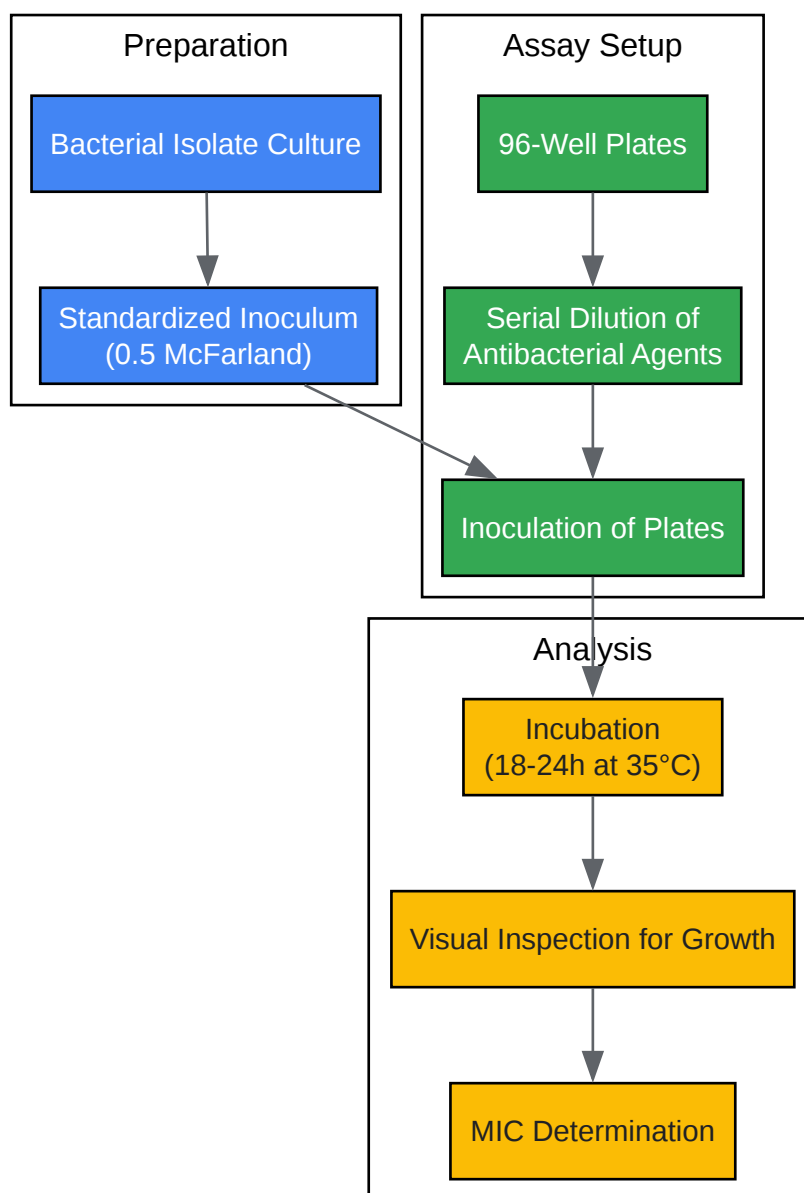 Preparation
Bacterial Isolate Culture
Standardized Inoculum
(0.5 McFarland)
Assay Setup
96-Well Plates
Serial Dilution of
Antibacterial Agents
Inoculation of Plates
Analysis
Incubation
(18-24h at 35°C)
Visual Inspection for Growth
MIC Determination